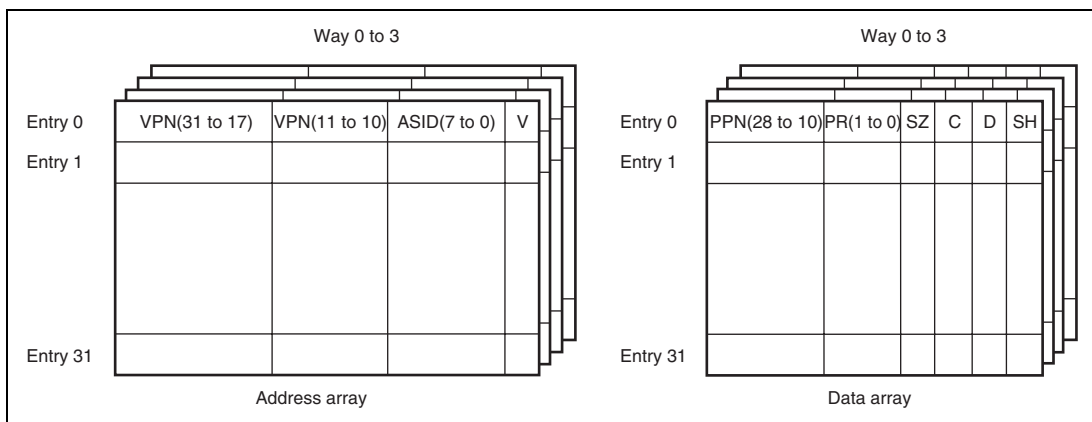 Way 0 to 3
Way 0 to 3
Entry 0
VPN(31 to 17)
VPN(11 to 10)
ASID(7 to 0)
V
Entry 1
Entry 31
Address array
Entry 0
PPN(28 to 10)
PR(1 to 0)
SZ
C
D
SH
Entry 1
Entry 31
Data array